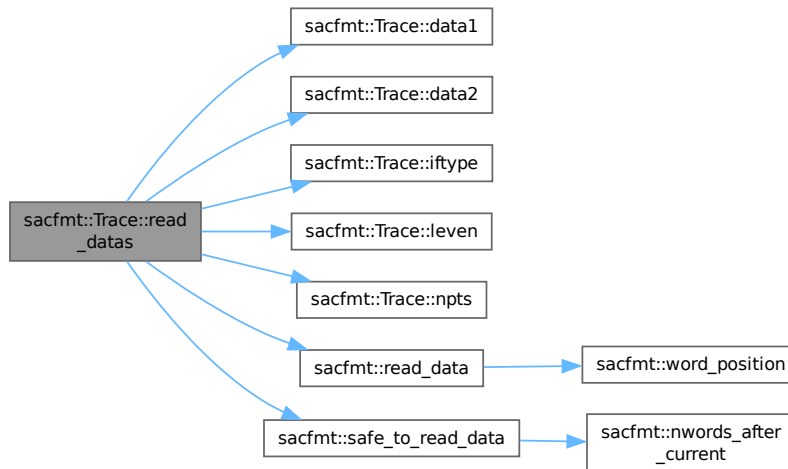 sacfmt::Trace::data1
sacfmt::Trace::data2
sacfmt::Trace::iftype
sacfmt::Trace::read
_datas
sacfmt::Trace::leven
sacfmt::Trace::npts
sacfmt::read_data
sacfmt::word_position
sacfmt::safe_to_read_data
sacfmt::nwords_after
_current